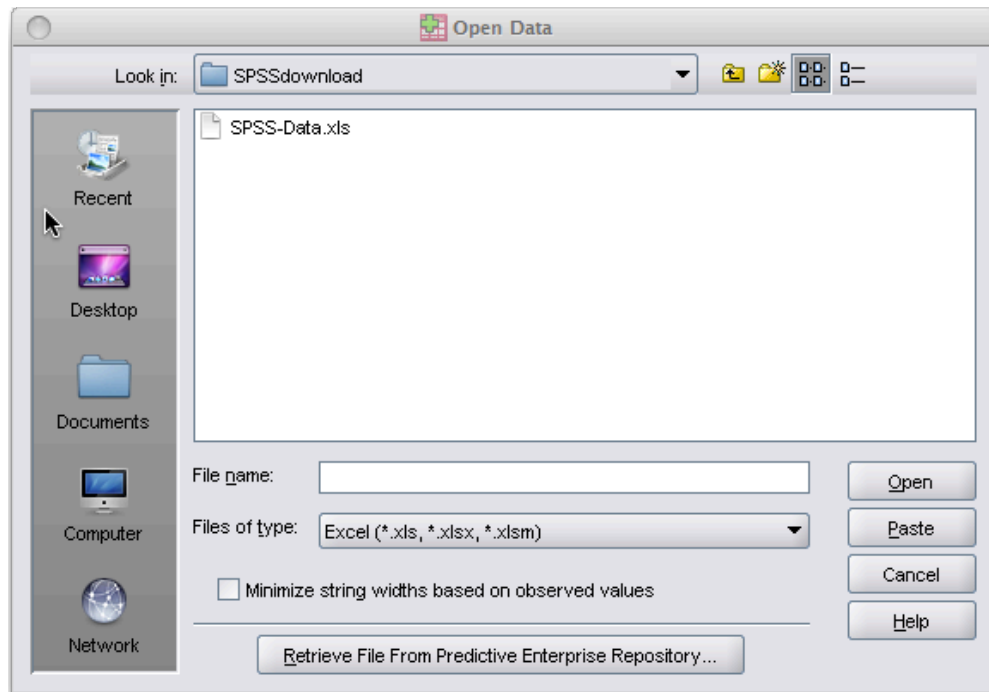 Open Data
Look in: SPSSdownload
SPSS-Data.xls
Recent
Desktop
Documents
Computer
Network
File name:
Files of type: Excel (*.xls, *.xlsx, *.xlsm)
Minimize string widths based on observed values
Retrieve File From Predictive Enterprise Repository...
Open
Paste
Cancel
Help